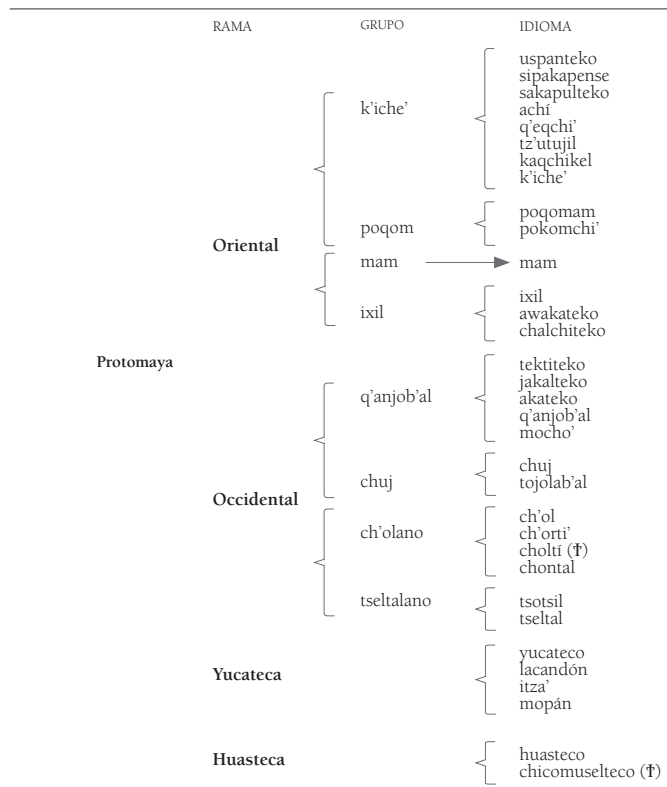 RAMA GRUPO IDIOMA
uspanteko
sipakapense
sakapulteko
k'iche' achí
q'eqchi'
tz'utujil
kaqchikel
k'iche'
poqomam
poqom pokomchi'
Oriental
mam mam
ixil
ixil awakateko
chalchiteko
Protomaya
tektiteko
jakalteko
q'anjob'al akateko
q'anjob'al
mocho'
chuj
chuj tojolab'al
Occidental
ch'ol
ch'olano ch'orti'
choltí (†)
chontal
tseltalano tsotsil
tseltal
yucateco
Yucateca lacandón
itza'
mopán
huasteco
Huasteca chicomuselteco (†)